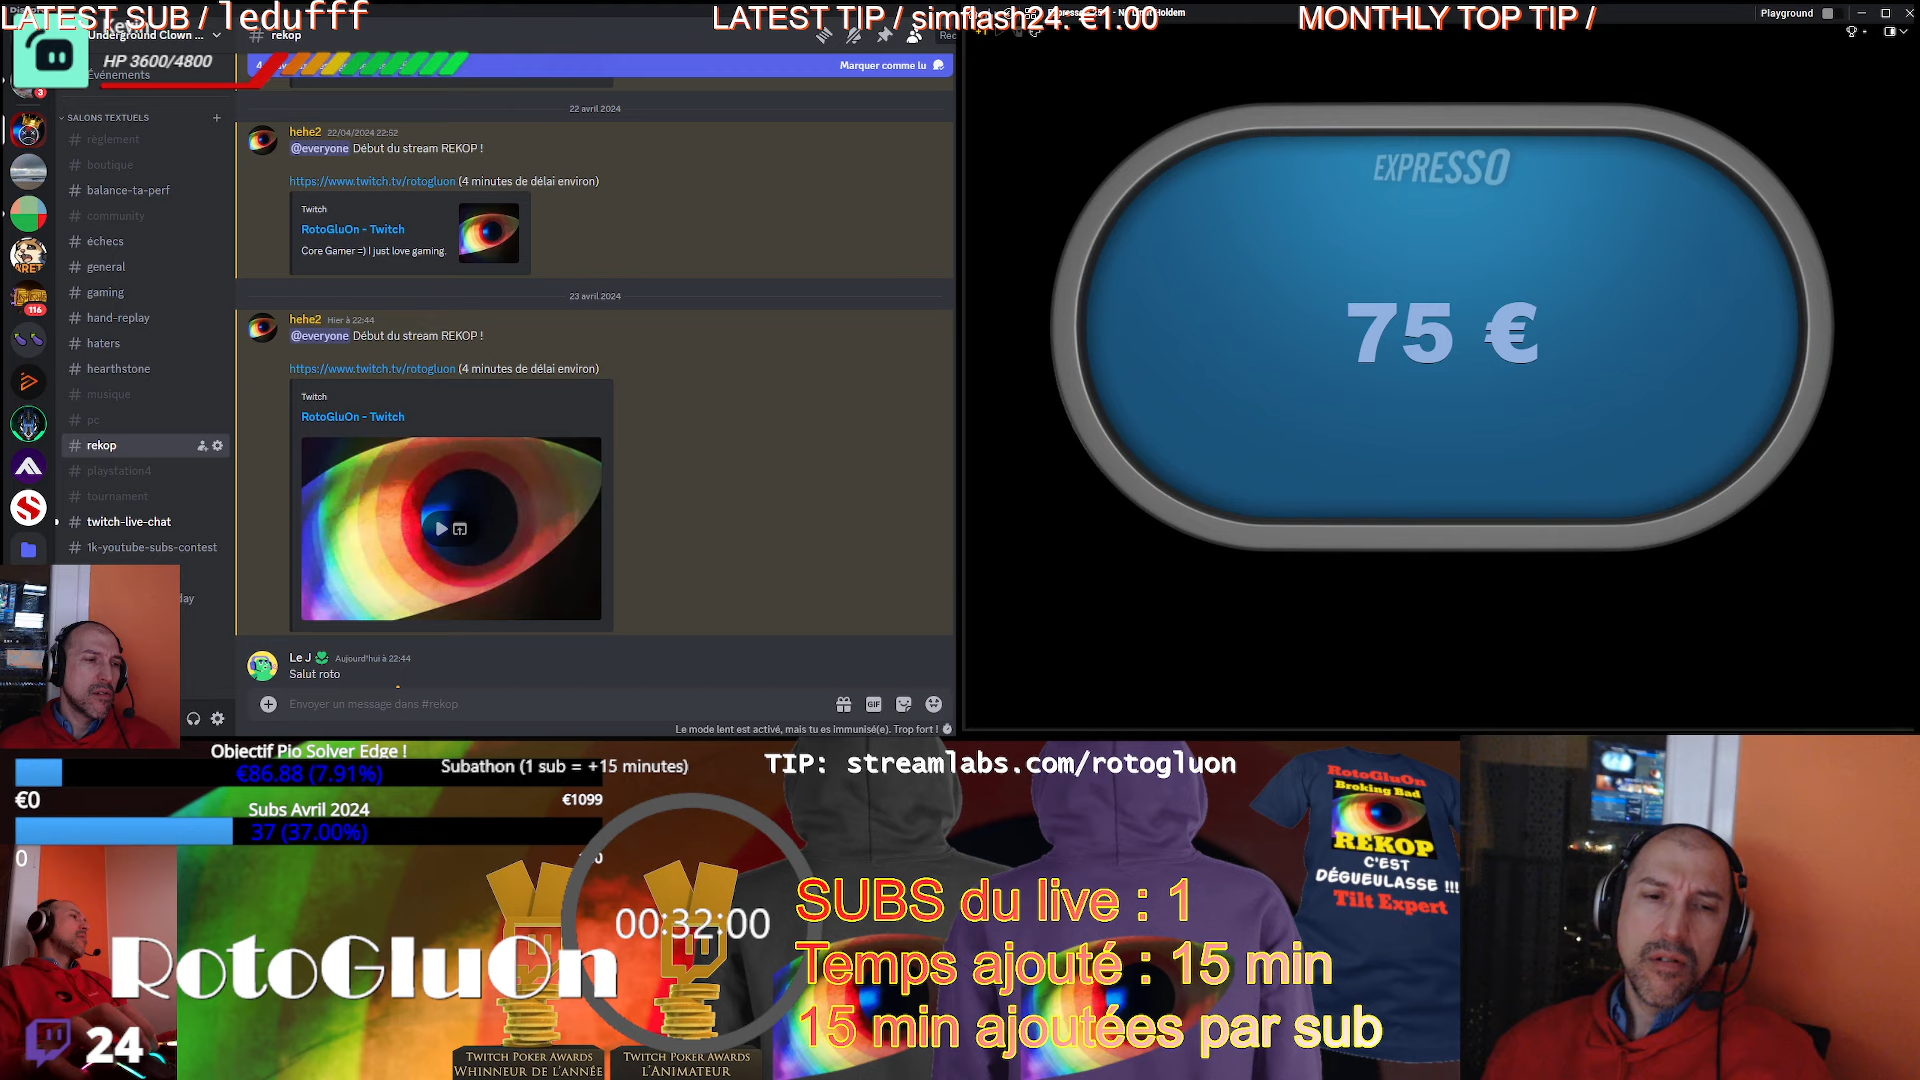 LATEST SUB / ledufff
LATEST TIP / simflash24: €1.00
MONTHLY TOP TIP /
Underground Clown ...
HP 3600/4800
Événements
3
SALONS TEXTUELS
règlement
boutique
balance-ta-perf
community
échecs
general
gaming
hand-replay
haters
hearthstone
musique
pc
rekop
playstation4
tournament
twitch-live-chat
1k-youtube-subs-contest
116
rekop
Marquer comme lu
22 avril 2024
hehe2 22/04/2024 22:52
@everyone Début du stream REKOP !
https://www.twitch.tv/rotogluon (4 minutes de délai environ)
Twitch
RotoGluOn - Twitch
Core Gamer =) I just love gaming.
23 avril 2024
hehe2 Hier à 22:44
@everyone Début du stream REKOP !
https://www.twitch.tv/rotogluon (4 minutes de délai environ)
Twitch
RotoGluOn - Twitch
Le J Aujourd'hui à 22:44
Salut roto
Envoyer un message dans #rekop
GIF
Le mode lent est activé, mais tu es immunisé(e). Trop fort !
Playground
EXPRESSO
75 €
Objectif Pio Solver Edge !
€86.88 (7.91%)
€0
€1099
Subs Avril 2024
37 (37.00%)
0
Subathon (1 sub = +15 minutes)
TIP: streamlabs.com/rotogluon
00:32:00
RotoGluOn
24
TWITCH POKER AWARDS
WHINNEUR DE L'ANNÉE
TWITCH POKER AWARDS
L'ANIMATEUR
SUBS du live : 1
Temps ajouté : 15 min
15 min ajoutées par sub
RotoGluOn
Broking Bad
REKOP
C'EST
DÉGUEULASSE !!!
Tilt Expert